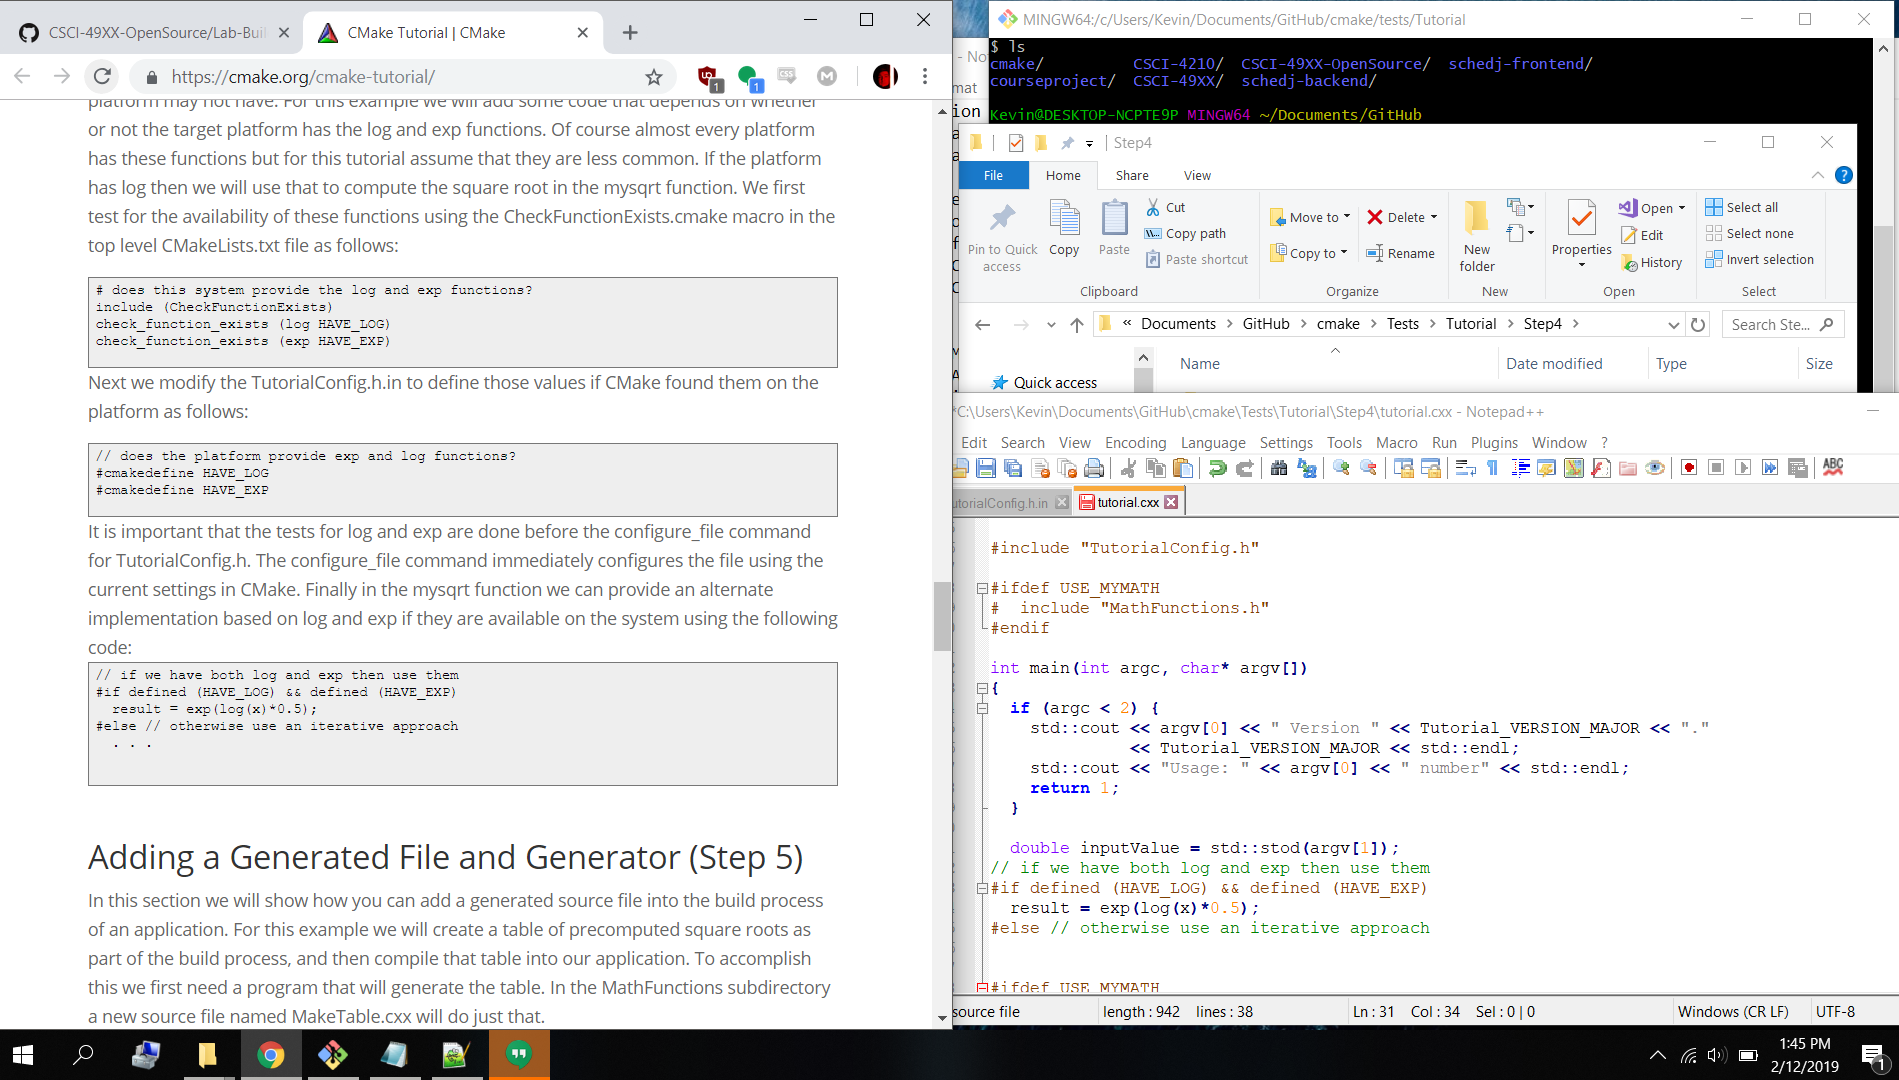 CSCI-49XX-OpenSource/Lab-Buil
CMake Tutorial | CMake
https://cmake.org/cmake-tutorial/
platform may not have. For this example we will add some code that depends on whether
or not the target platform has the log and exp functions. Of course almost every platform
has these functions but for this tutorial assume that they are less common. If the platform
has log then we will use that to compute the square root in the mysqrt function. We first
test for the availability of these functions using the CheckFunctionExists.cmake macro in the
top level CMakeLists.txt file as follows:
# does this system provide the log and exp functions?
include (CheckFunctionExists)
check_function_exists (log HAVE_LOG)
check_function_exists (exp HAVE_EXP)
Next we modify the TutorialConfig.h.in to define those values if CMake found them on the
platform as follows:
// does the platform provide exp and log functions?
#cmakedefine HAVE_LOG
#cmakedefine HAVE_EXP
It is important that the tests for log and exp are done before the configure_file command
for TutorialConfig.h. The configure_file command immediately configures the file using the
current settings in CMake. Finally in the mysqrt function we can provide an alternate
implementation based on log and exp if they are available on the system using the following
code:
// if we have both log and exp then use them
#if defined (HAVE_LOG) && defined (HAVE_EXP)
result = exp(log(x)*0.5);
#else // otherwise use an iterative approach
. . .
Adding a Generated File and Generator (Step 5)
In this section we will show how you can add a generated source file into the build process
of an application. For this example we will create a table of precomputed square roots as
part of the build process, and then compile that table into our application. To accomplish
this we first need a program that will generate the table. In the MathFunctions subdirectory
a new source file named MakeTable.cxx will do just that.
MINGW64:/c/Users/Kevin/Documents/GitHub/cmake/tests/Tutorial
$ ls
cmake/ CSCI-4210/ CSCI-49XX-OpenSource/ schedj-frontend/
courseproject/ CSCI-49XX/ schedj-backend/
Kevin@DESKTOP-NCPTE9P MINGW64 ~/Documents/GitHub
- No
mat
ion
Step4
File Home Share View
Pin to Quick access
Copy
Paste
Cut
Copy path
Paste shortcut
Clipboard
Move to
Copy to
Delete
Rename
Organize
New folder
New
Properties
Open
Edit
History
Open
Select all
Select none
Invert selection
Select
« Documents > GitHub > cmake > Tests > Tutorial > Step4 >
Search Ste...
Name Date modified Type Size
Quick access
*C:\Users\Kevin\Documents\GitHub\cmake\Tests\Tutorial\Step4\tutorial.cxx - Notepad++
Edit Search View Encoding Language Settings Tools Macro Run Plugins Window ?
ABC
utorialConfig.h.in
tutorial.cxx
#include "TutorialConfig.h"
#ifdef USE_MYMATH
# include "MathFunctions.h"
#endif
int main(int argc, char* argv[])
{
if (argc < 2) {
std::cout << argv[0] << " Version " << Tutorial_VERSION_MAJOR << "."
<< Tutorial_VERSION_MAJOR << std::endl;
std::cout << "Usage: " << argv[0] << " number" << std::endl;
return 1;
}
double inputValue = std::stod(argv[1]);
// if we have both log and exp then use them
#if defined (HAVE_LOG) && defined (HAVE_EXP)
result = exp(log(x)*0.5);
#else // otherwise use an iterative approach
#ifdef USE_MYMATH
source file
length : 942 lines : 38
Ln : 31 Col : 34 Sel : 0 | 0
Windows (CR LF)
UTF-8
1:45 PM
2/12/2019
1